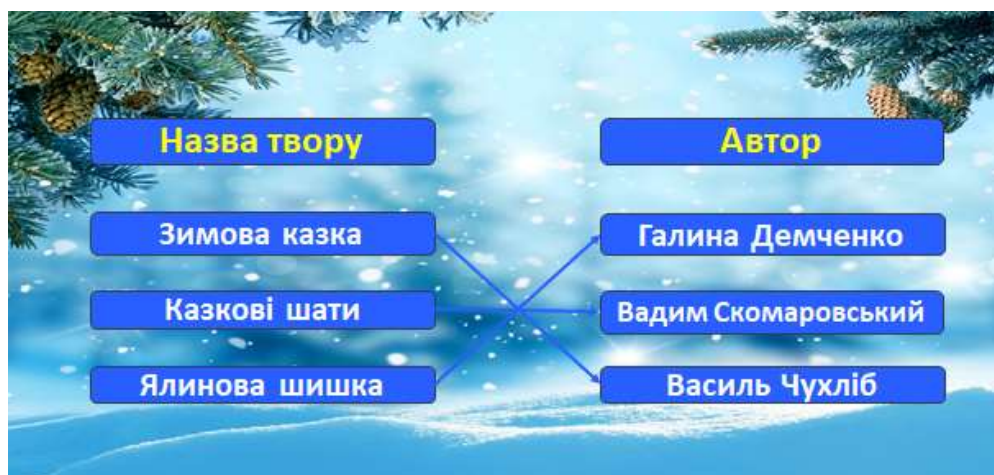 Назва твору
Автор
Зимова казка
Галина Демченко
Казкові шати
Вадим Скомаровський
Ялинова шишка
Василь Чухліб